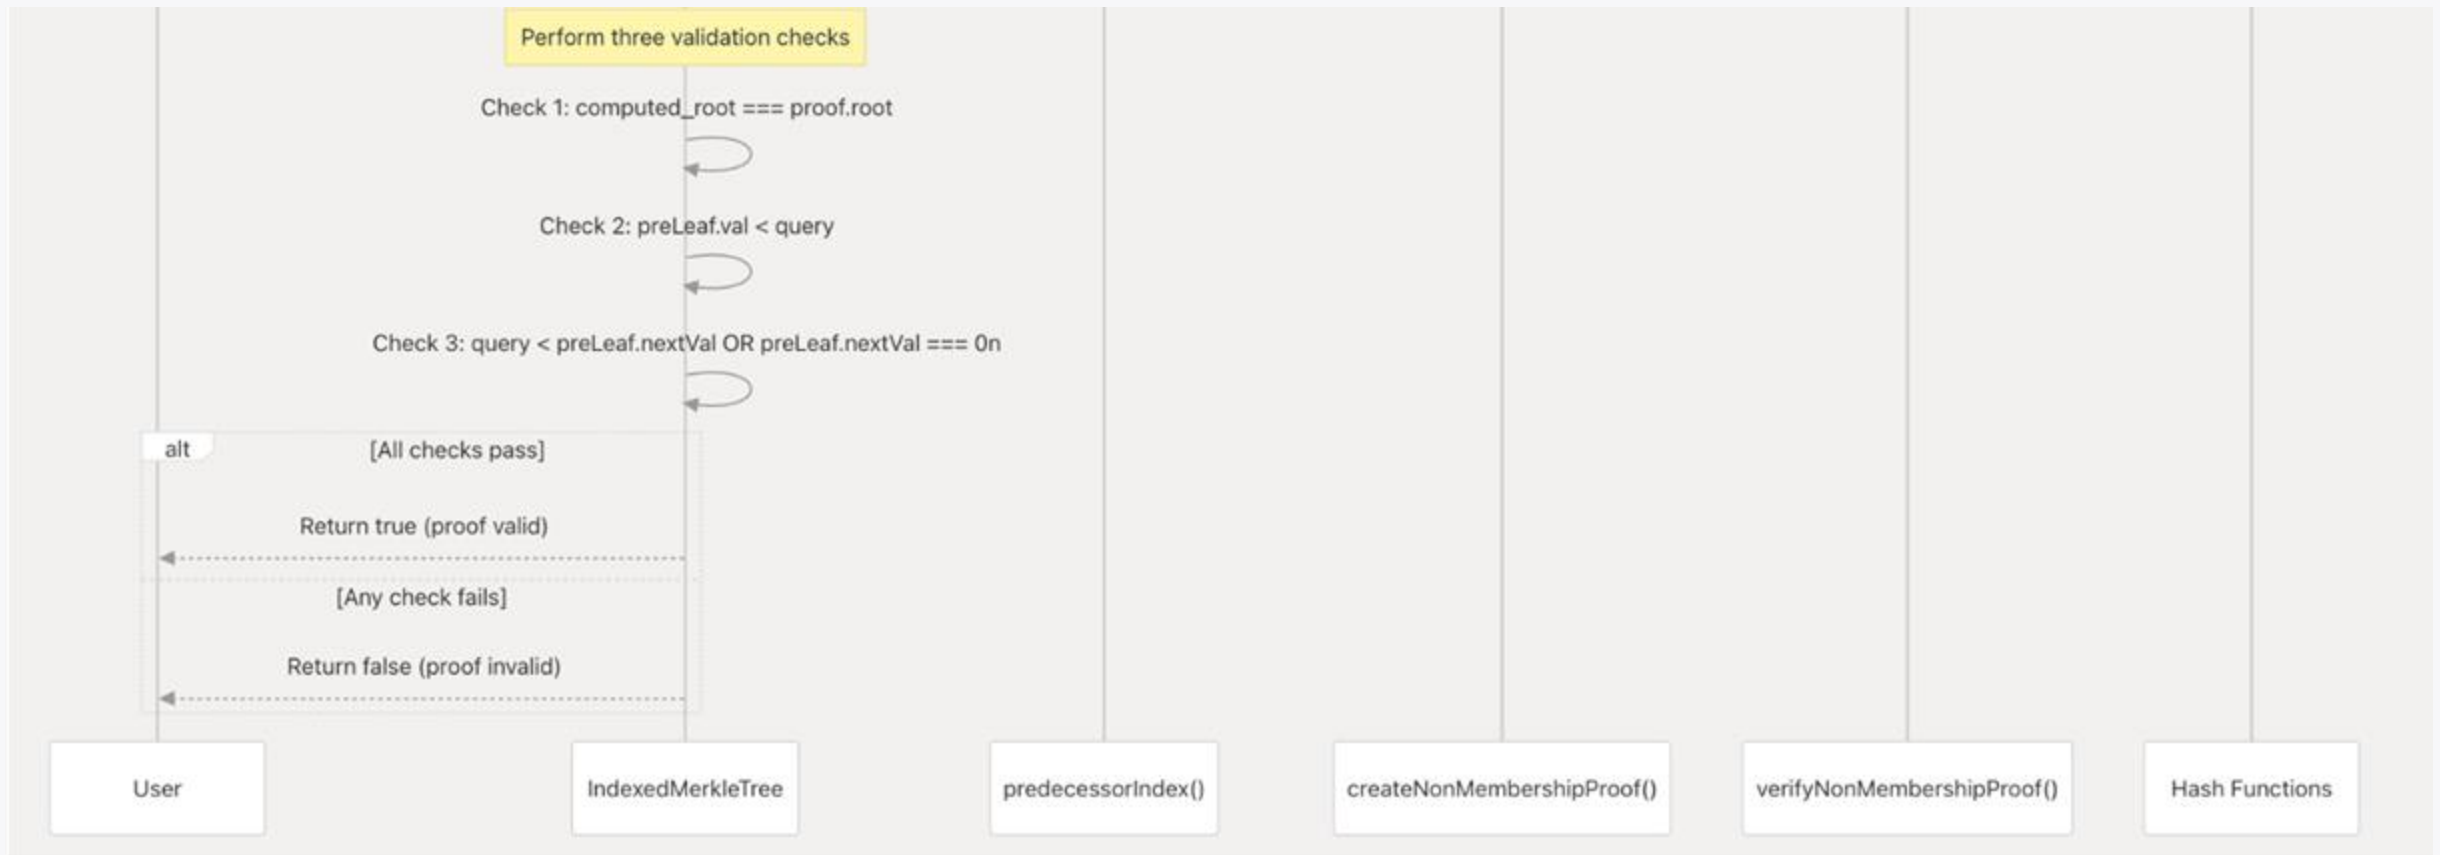 Perform three validation checks
Check 1: computed_root === proof.root
Check 2: preLeaf.val < query
Check 3: query < preLeaf.nextVal OR preLeaf.nextVal === 0n
alt
[All checks pass]
Return true (proof valid)
[Any check fails]
Return false (proof invalid)
User
IndexedMerkleTree
predecessorIndex()
createNonMembershipProof()
verifyNonMembershipProof()
Hash Functions